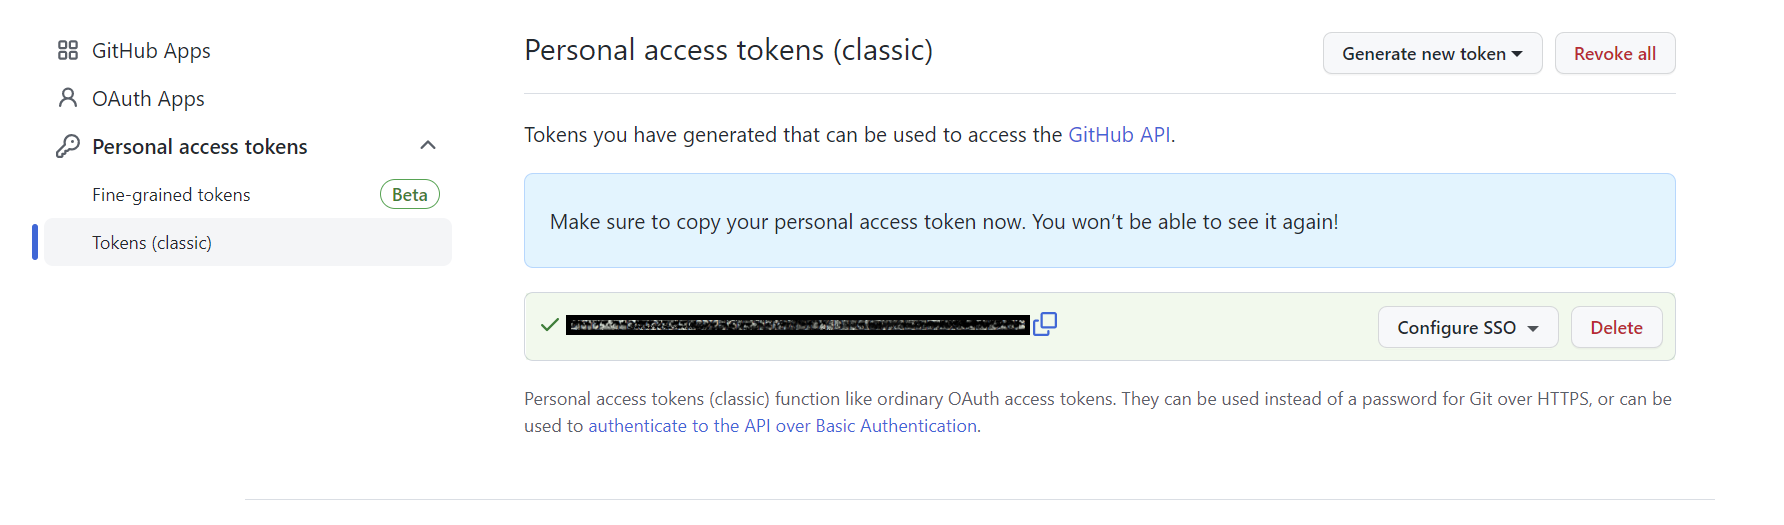 GitHub Apps
OAuth Apps
Personal access tokens
Fine-grained tokens Beta
Tokens (classic)
Personal access tokens (classic)
Generate new token
Revoke all
Tokens you have generated that can be used to access the GitHub API.
Make sure to copy your personal access token now. You won’t be able to see it again!
Configure SSO
Delete
Personal access tokens (classic) function like ordinary OAuth access tokens. They can be used instead of a password for Git over HTTPS, or can be
used to authenticate to the API over Basic Authentication.